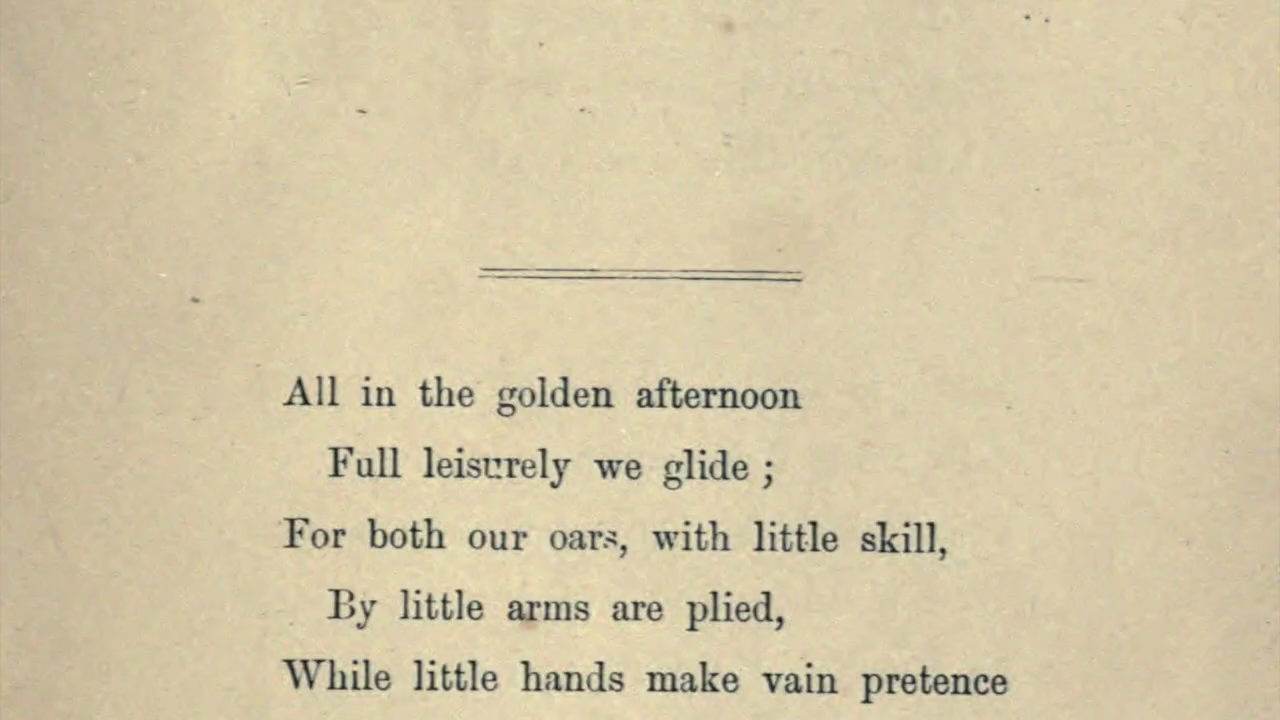 All in the golden afternoon
Full leisurely we glide ;
For both our oars, with little skill,
By little arms are plied,
While little hands make vain pretence